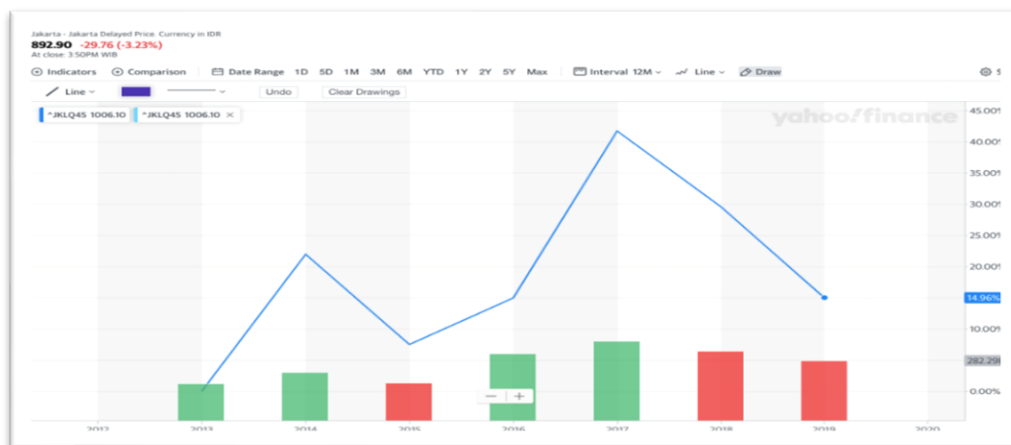 Jakarta - Jakarta Delayed Price. Currency in IDR
892.90 -29.76 (-3.23%)
At close: 3:50PM WIB
Indicators Comparison Date Range 1D 5D 1M 3M 6M YTD 1Y 2Y 5Y Max Interval 12M Line Draw
Line Undo Clear Drawings
^JKLQ45 1006.10 ^JKLQ45 1006.10 ×
yahoo!finance
45.00
40.00
35.00
30.00
25.00
20.00
14.96%
10.00
282.29
0.00%
2012 2013 2014 2015 2016 2017 2018 2019 2020